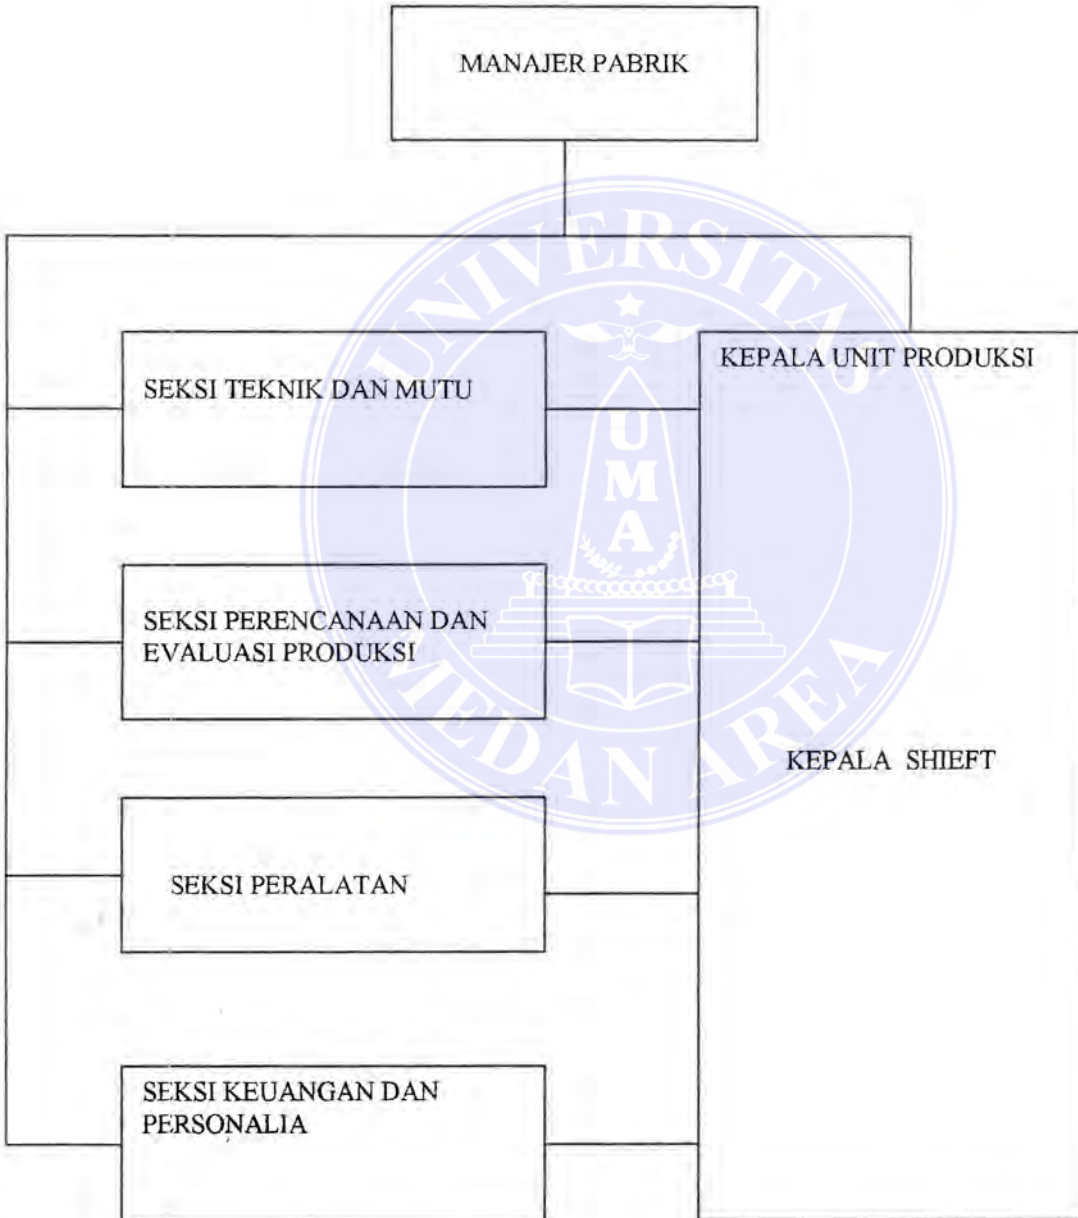 MANAJER PABRIK
UNIVERSITAS
SEKSI TEKNIK DAN MUTU
KEPALA UNIT PRODUKSI
UMA
SEKSI PERENCANAAN DAN
EVALUASI PRODUKSI
MEDAN AREA
KEPALA SHIEFT
SEKSI PERALATAN
SEKSI KEUANGAN DAN
PERSONALIA